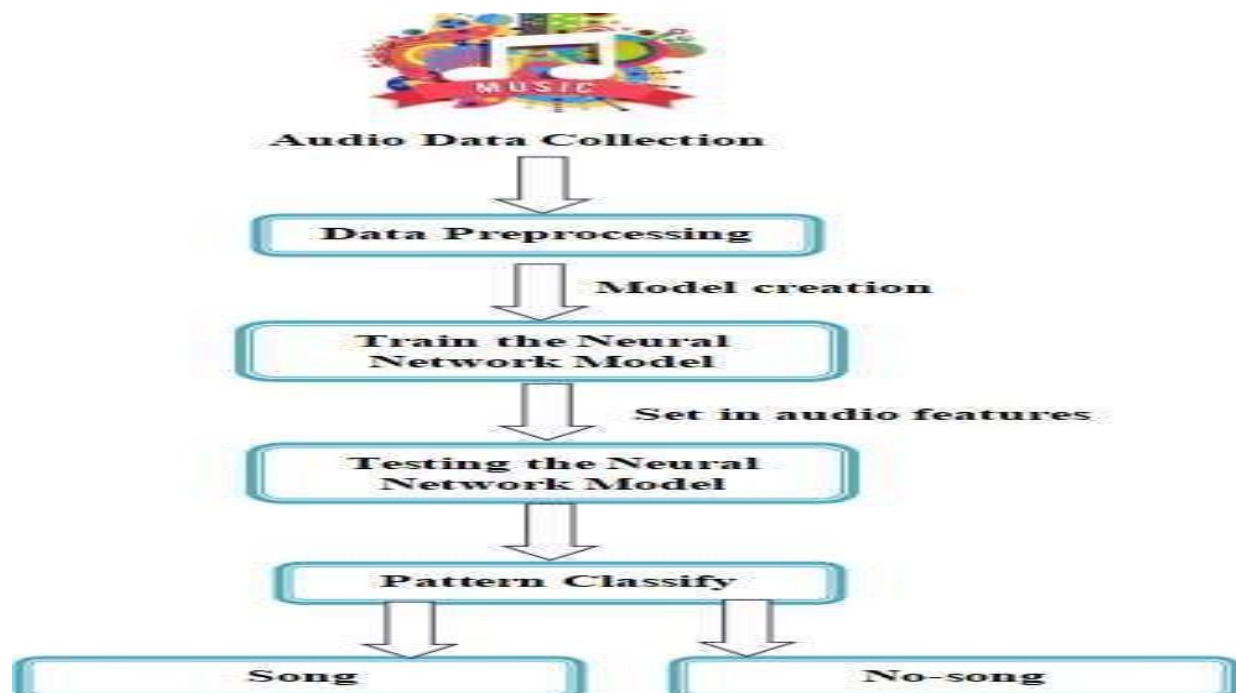 MUSIC
Audio Data Collection
Data Preprocessing
Model creation
Train the Neural
Network Model
Set in audio features
Testing the Neural
Network Model
Pattern Classify
Song
No-song